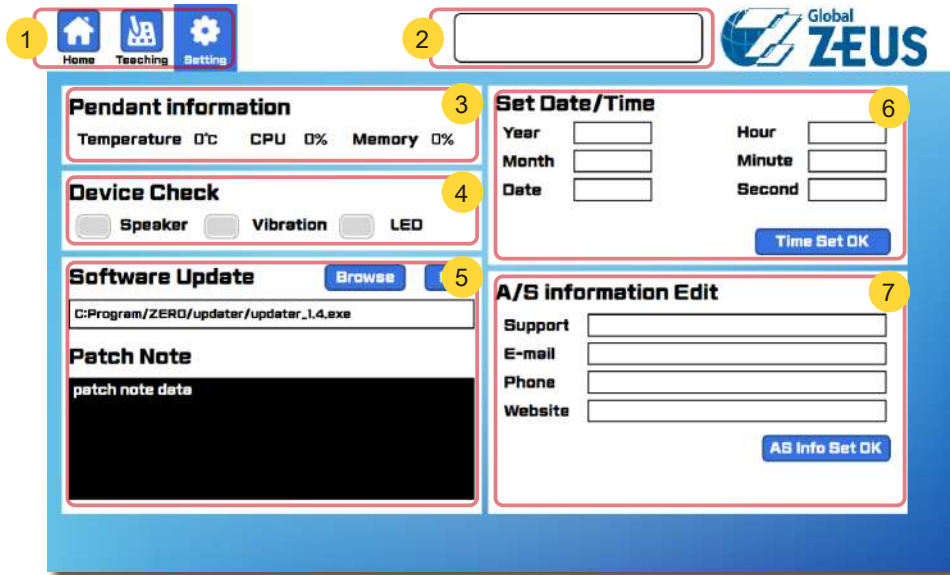 1
Home Teaching Setting
2
Global
ZEUS
Pendant information
3
Temperature 0℃ CPU 0% Memory 0%
Device Check
4
Speaker Vibration LED
Software Update Browse
5
C:Program/ZERO/updater/updater_1.4.exe
Patch Note
patch note data
Set Date/Time
6
Year Hour
Month Minute
Date Second
Time Set OK
A/S information Edit
7
Support
E-mail
Phone
Website
AS Info Set OK